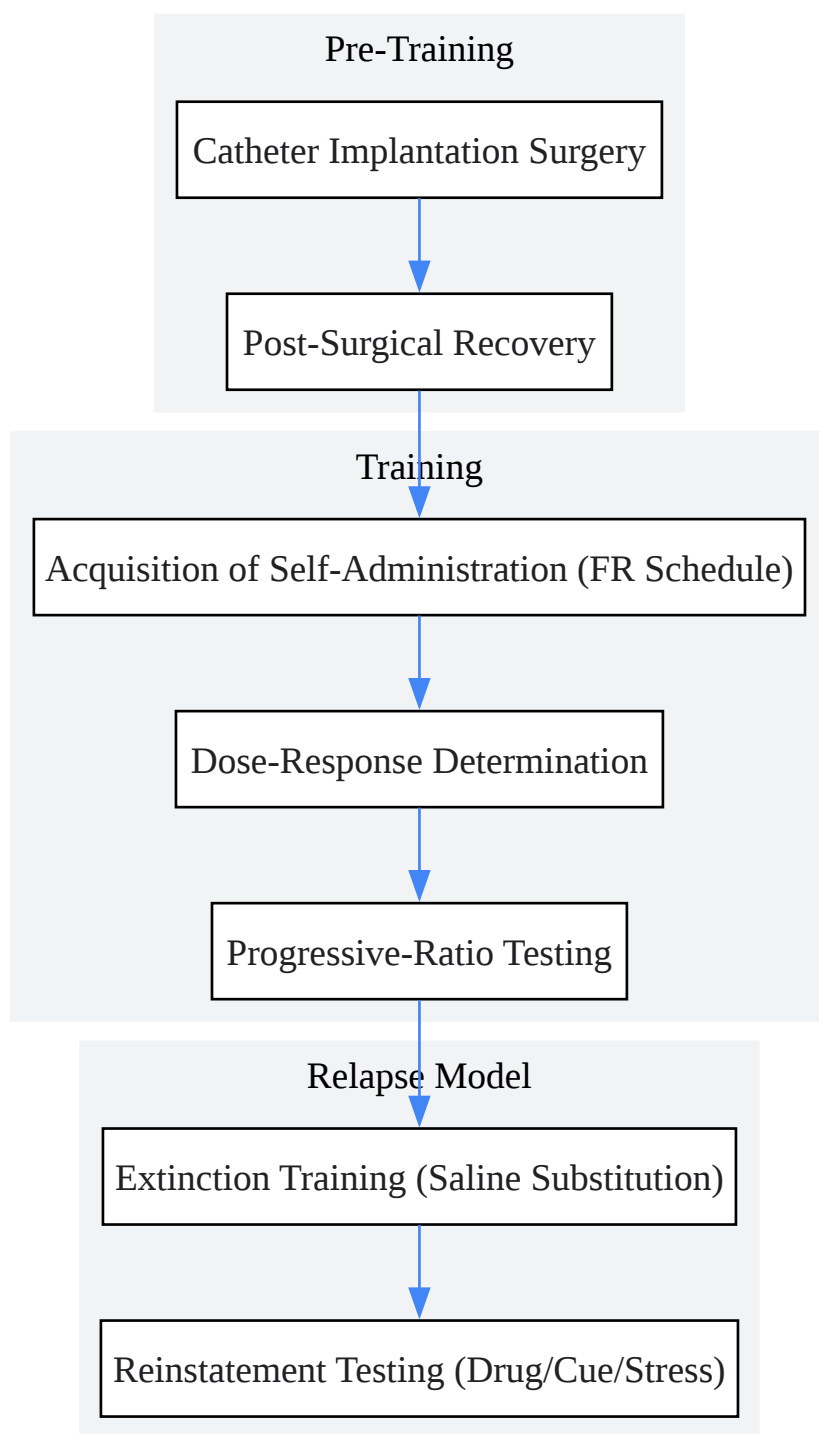 Pre-Training
Catheter Implantation Surgery
Post-Surgical Recovery
Training
Acquisition of Self-Administration (FR Schedule)
Dose-Response Determination
Progressive-Ratio Testing
Relapse Model
Extinction Training (Saline Substitution)
Reinstatement Testing (Drug/Cue/Stress)